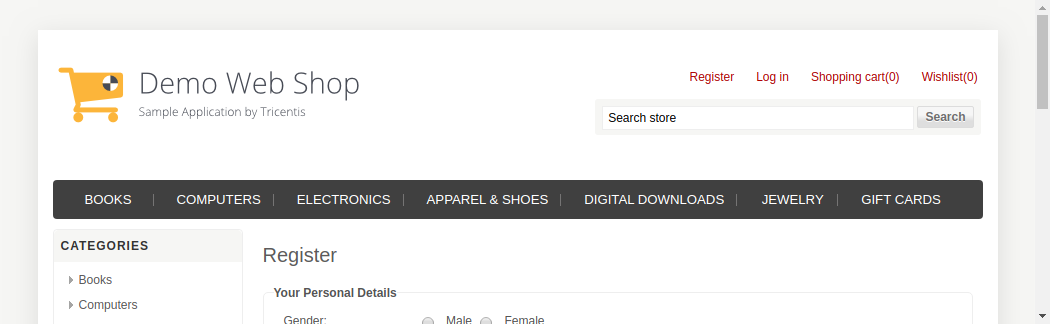 Demo Web Shop
Sample Application by Tricentis
Register Log in Shopping cart(0) Wishlist(0)
Search store Search
BOOKS COMPUTERS ELECTRONICS APPAREL & SHOES DIGITAL DOWNLOADS JEWELRY GIFT CARDS
CATEGORIES
Books
Computers
Register
Your Personal Details
Gender: Male Female